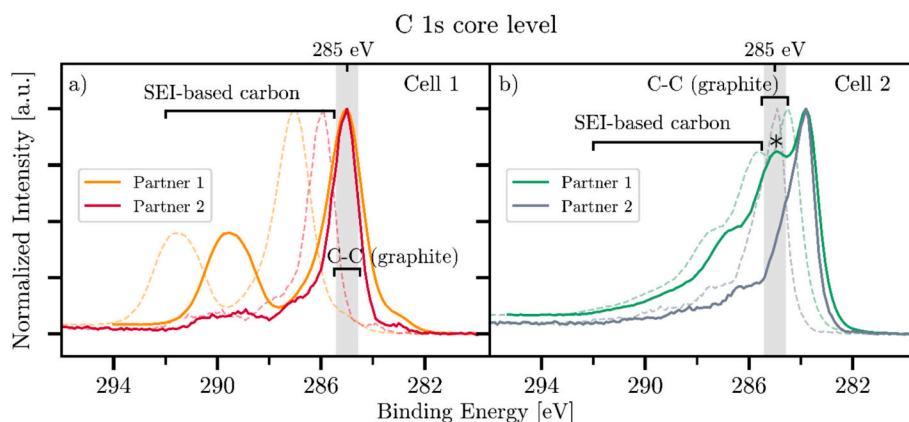 C 1s core level
285 eV
285 eV
a)
Cell 1
SEI-based carbon
Partner 1
Partner 2
C-C (graphite)
b)
Cell 2
C-C (graphite)
SEI-based carbon
*
Partner 1
Partner 2
Normalized Intensity [a.u.]
294 290 286 282 294 290 286 282
Binding Energy [eV]